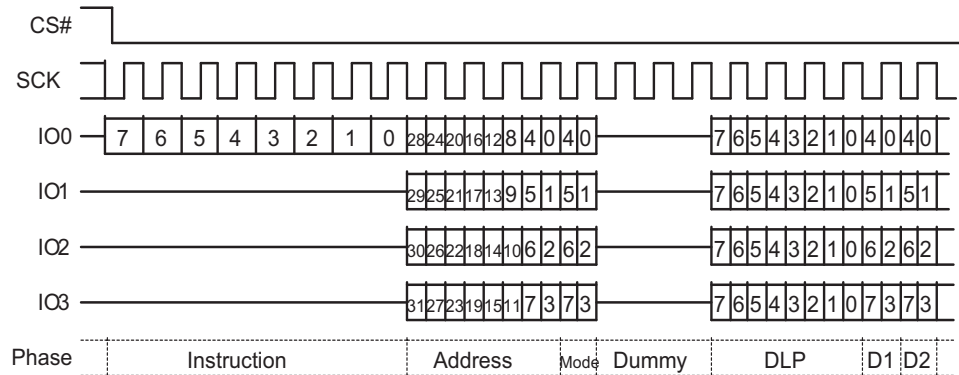 CS#
SCK
IO0 7 6 5 4 3 2 1 0 28 24 20 16 12 8 4 0 4 0 7 6 5 4 3 2 1 0 4 0 4 0
IO1 29 25 21 17 13 9 5 1 5 1 7 6 5 4 3 2 1 0 5 1 5 1
IO2 30 26 22 18 14 10 6 2 6 2 7 6 5 4 3 2 1 0 6 2 6 2
IO3 31 27 23 19 15 11 7 3 7 3 7 6 5 4 3 2 1 0 7 3 7 3
Phase Instruction Address Mode Dummy DLP D1 D2